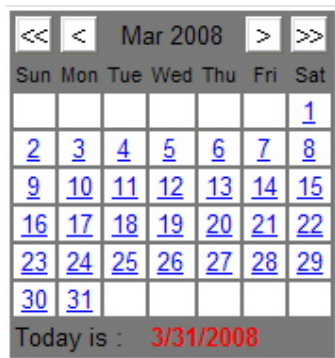 << < Mar 2008 > >>
Sun Mon Tue Wed Thu Fri Sat
1
2 3 4 5 6 7 8
9 10 11 12 13 14 15
16 17 18 19 20 21 22
23 24 25 26 27 28 29
30 31
Today is : 3/31/2008